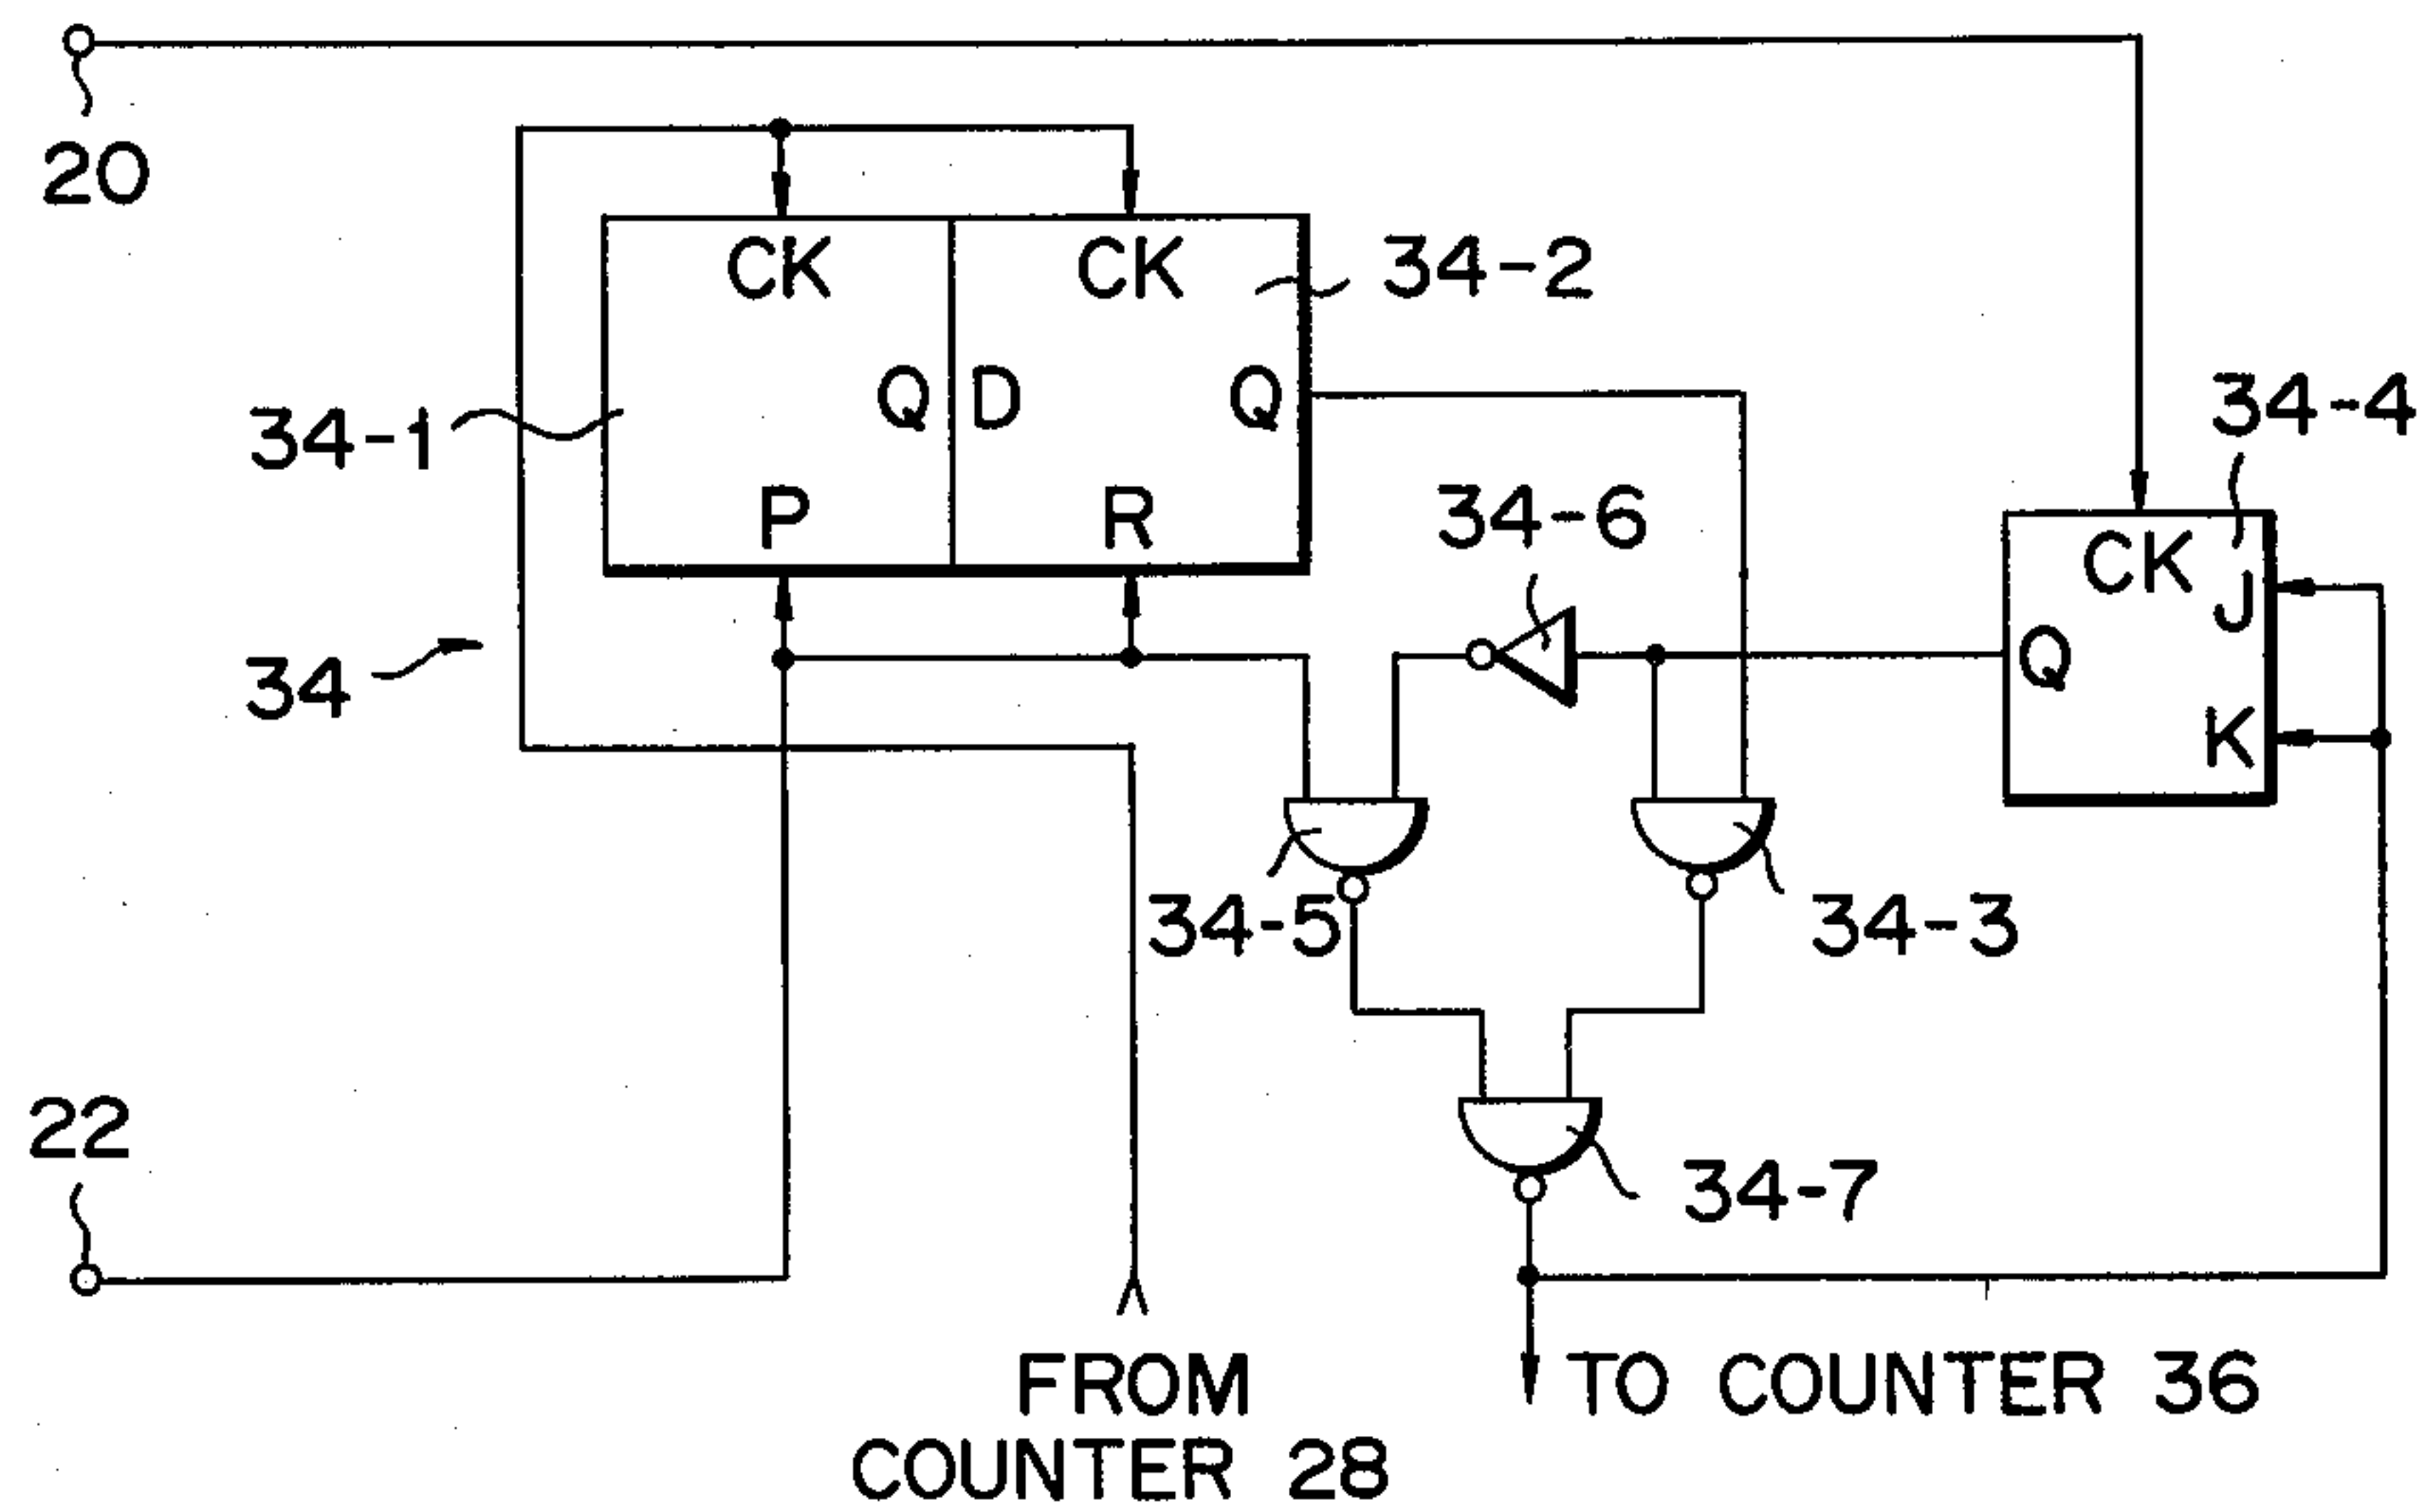 20
CK CK 34-2
34-1 Q D Q 34-4
P R 34-6 CK
J
34 Q
K
34-5 34-3
22
34-7
FROM TO COUNTER 36
COUNTER 28